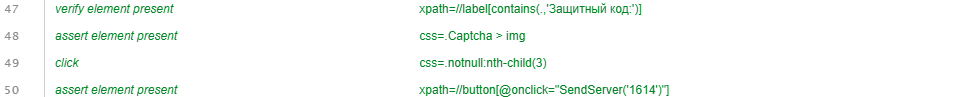 47 verify element present xpath=//label[contains(.,'Защитный код:')]
48 assert element present css=.Captcha > img
49 click css=.notnull:nth-child(3)
50 assert element present xpath=//button[@onclick="SendServer('1614')"]